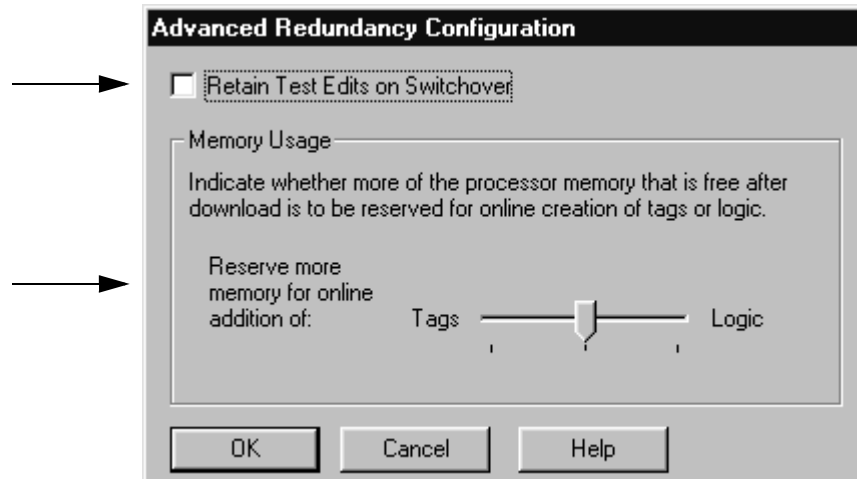 Advanced Redundancy Configuration
Retain Test Edits on Switchover
Memory Usage
Indicate whether more of the processor memory that is free after
download is to be reserved for online creation of tags or logic.
Reserve more
memory for online
addition of:
Tags
Logic
OK
Cancel
Help